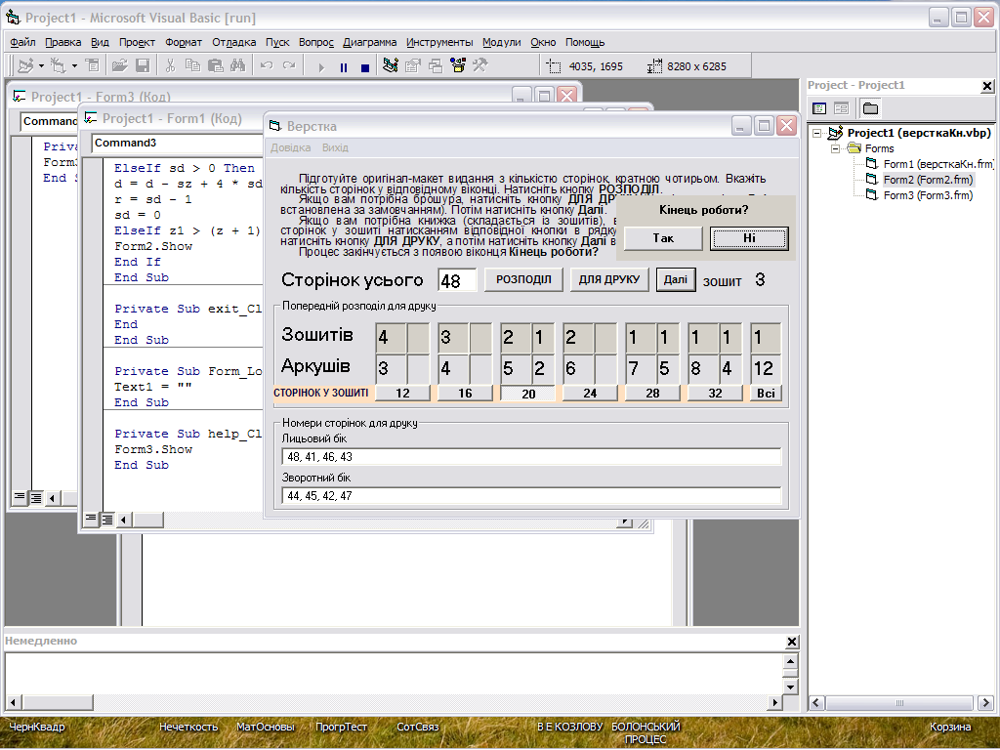 Project1 - Microsoft Visual Basic [run]
Файл Правка Вид Проект Формат Отладка Пуск Вопрос Диаграмма Инструменты Модули Окно Помощь
4035, 1695 8280 x 6285
Project1 - Form3 (Код)
Command
Priva
Form3
End S
Project1 - Form1 (Код)
Command3
ElseIf sd > 0 Then
d = d - sz + 4 * sd
r = sd - 1
sd = 0
ElseIf z1 > (z + 1)
Form2.Show
End If
End Sub
Private Sub exit_Cl
End
End Sub
Private Sub Form_Lo
Text1 = ""
End Sub
Private Sub help_Cl
Form3.Show
End Sub
Верстка
Довідка Вихід
Підготуйте оригінал-макет видання з кількістю сторінок, кратною чотирьом. Вкажіть
кількість сторінок у відповідному віконці. Натисніть кнопку РОЗПОДІЛ.
Якщо вам потрібна брошура, натисніть кнопку ДЛЯ ДР
встановлена за замовчанням). Потім натисніть кнопку Далі.
Якщо вам потрібна книжка (складається із зошитів), в
сторінок у зошиті натисканням відповідної кнопки в рядку
натисніть кнопку ДЛЯ ДРУКУ, а потім натисніть кнопку Далі в
Процес закінчується з появою віконця Кінець роботи?
Кінець роботи?
Так Ні
Сторінок усього 48 РОЗПОДІЛ ДЛЯ ДРУКУ Далі зошит 3
Попередній розподіл для друку
Зошитів 4 3 2 1 2 1 1 1 1 1
Аркушів 3 4 5 2 6 7 5 8 4 12
СТОРІНОК У ЗОШИТІ 12 16 20 24 28 32 Всі
Номери сторінок для друку
Лицьовий бік
48, 41, 46, 43
Зворотний бік
44, 45, 42, 47
Немедленно
Project - Project1
Project1 (версткаКн.vbp)
Forms
Form1 (версткаКн.frm)
Form2 (Form2.frm)
Form3 (Form3.frm)
ЧернКвадр Нечеткость МатОсновы ПрогрТест СотСвяз В Е КОЗЛОВУ БОЛОНСЬКИЙ
ПРОЦЕС
Корзина